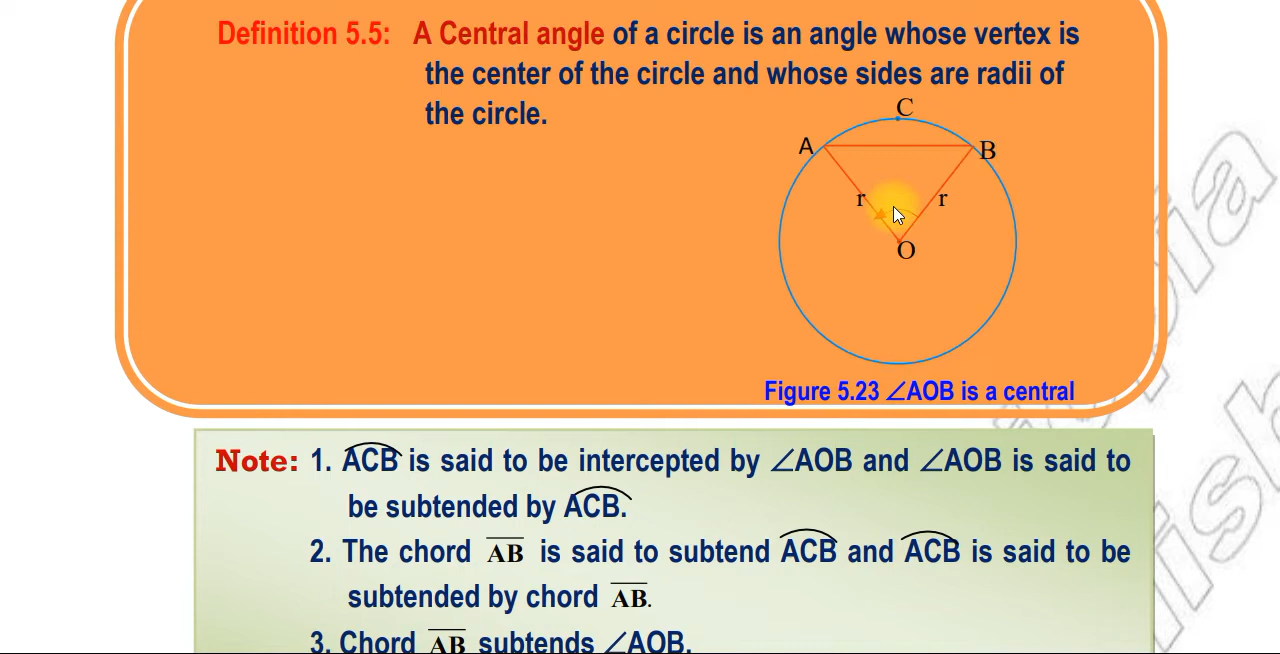 Definition 5.5: A Central angle of a circle is an angle whose vertex is
the center of the circle and whose sides are radii of
the circle.
C
A
B
r
r
O
Figure 5.23 ∠AOB is a central
Note: 1. ACB is said to be intercepted by ∠AOB and ∠AOB is said to
be subtended by ACB.
2. The chord AB is said to subtend ACB and ACB is said to be
subtended by chord AB.
3. Chord AB subtends ∠AOB.